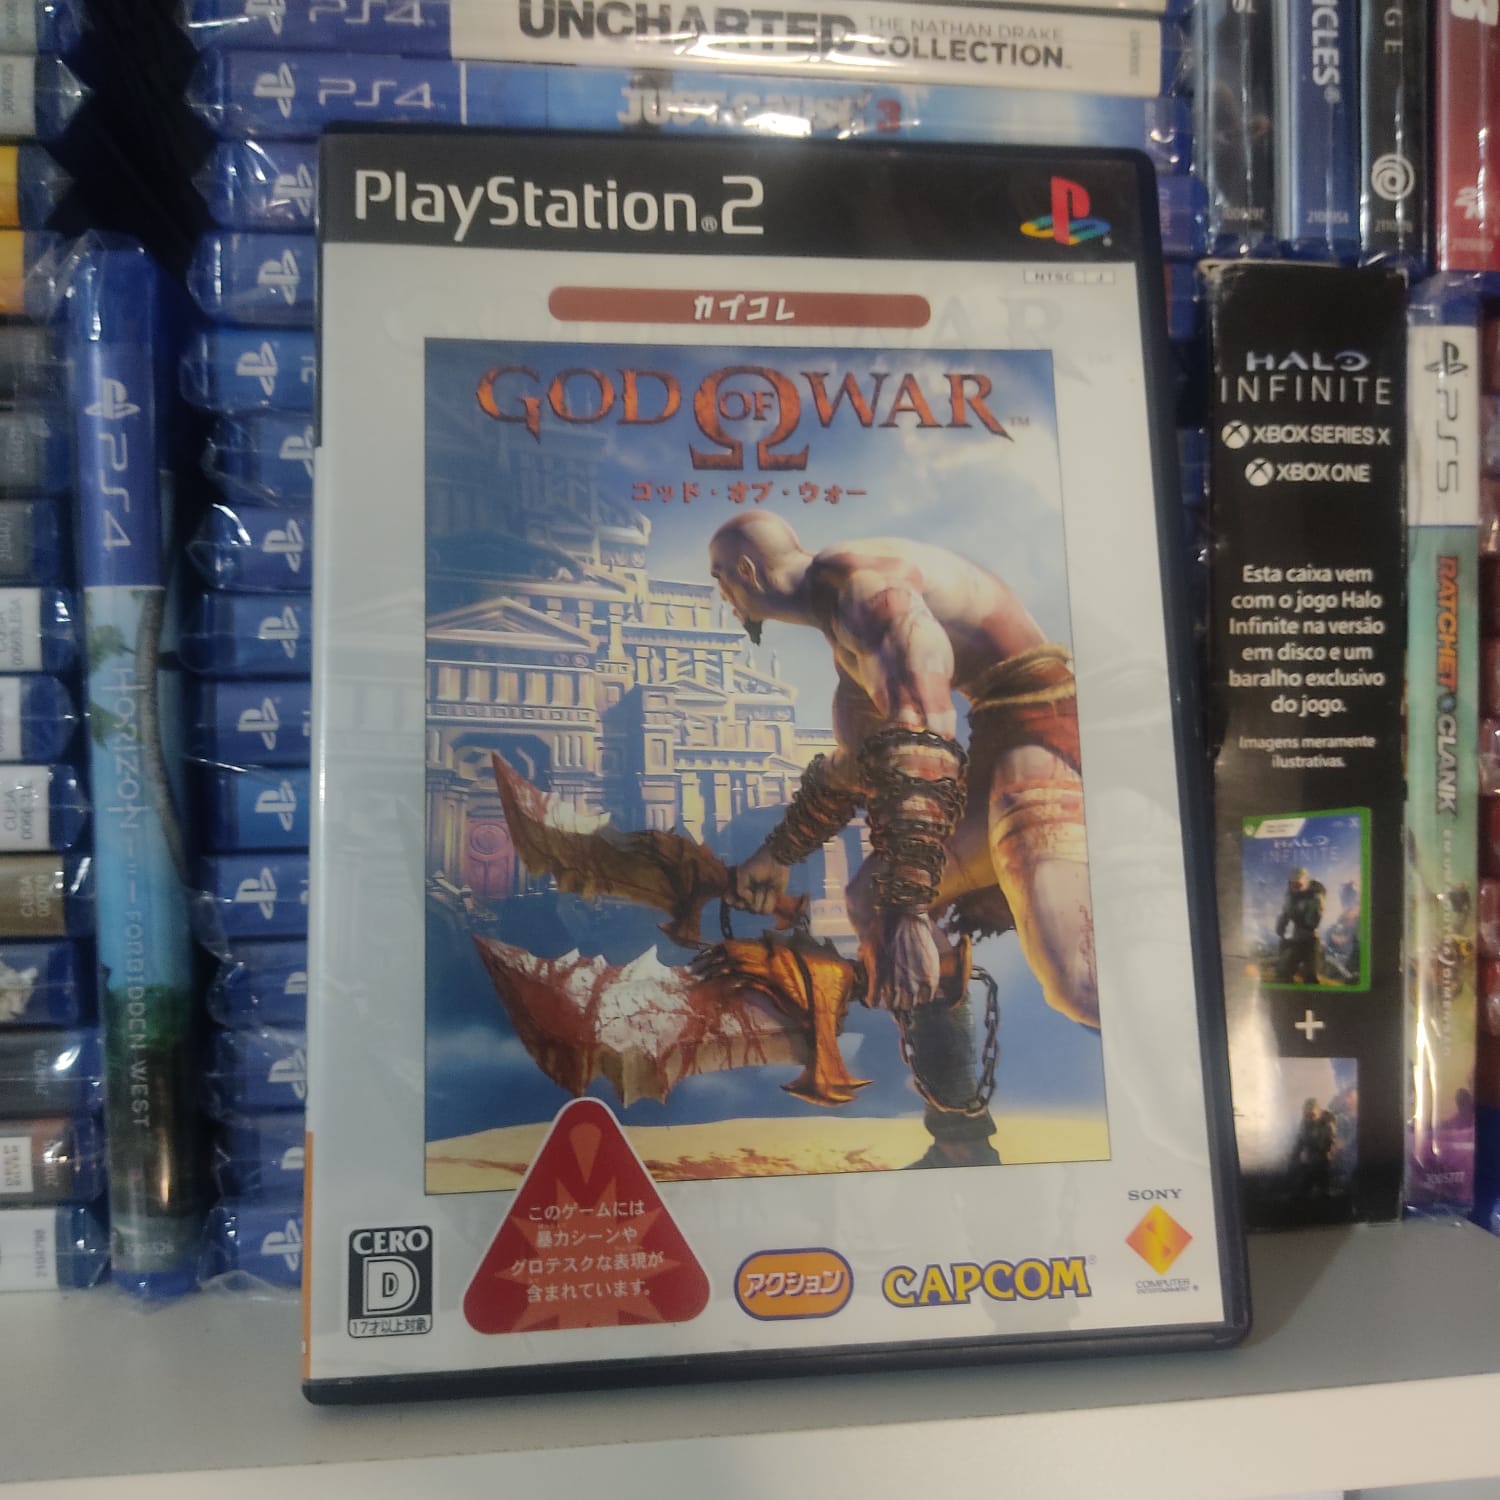 PS4
UNCHARTED
THE NATHAN DRAKE
COLLECTION™
PS4
JUST CAUSE 3
PlayStation®2
NTSC J
カプコレ
GOD OF WAR™
ゴッド・オブ・ウォー
このゲームには
暴力シーンや
グロテスクな表現が
含まれています。
CERO
D
17才以上対象
アクション
CAPCOM®
SONY
COMPUTER
ENTERTAINMENT®
PS4
HORIZON
FORBIDDEN WEST
HALO
INFINITE
XBOX SERIES X
XBOX ONE
Esta caixa vem
com o jogo Halo
Infinite na versão
em disco e um
baralho exclusivo
do jogo.
Imagens meramente
ilustrativas.
HALO
INFINITE
+
PS5
RATCHET CLANK